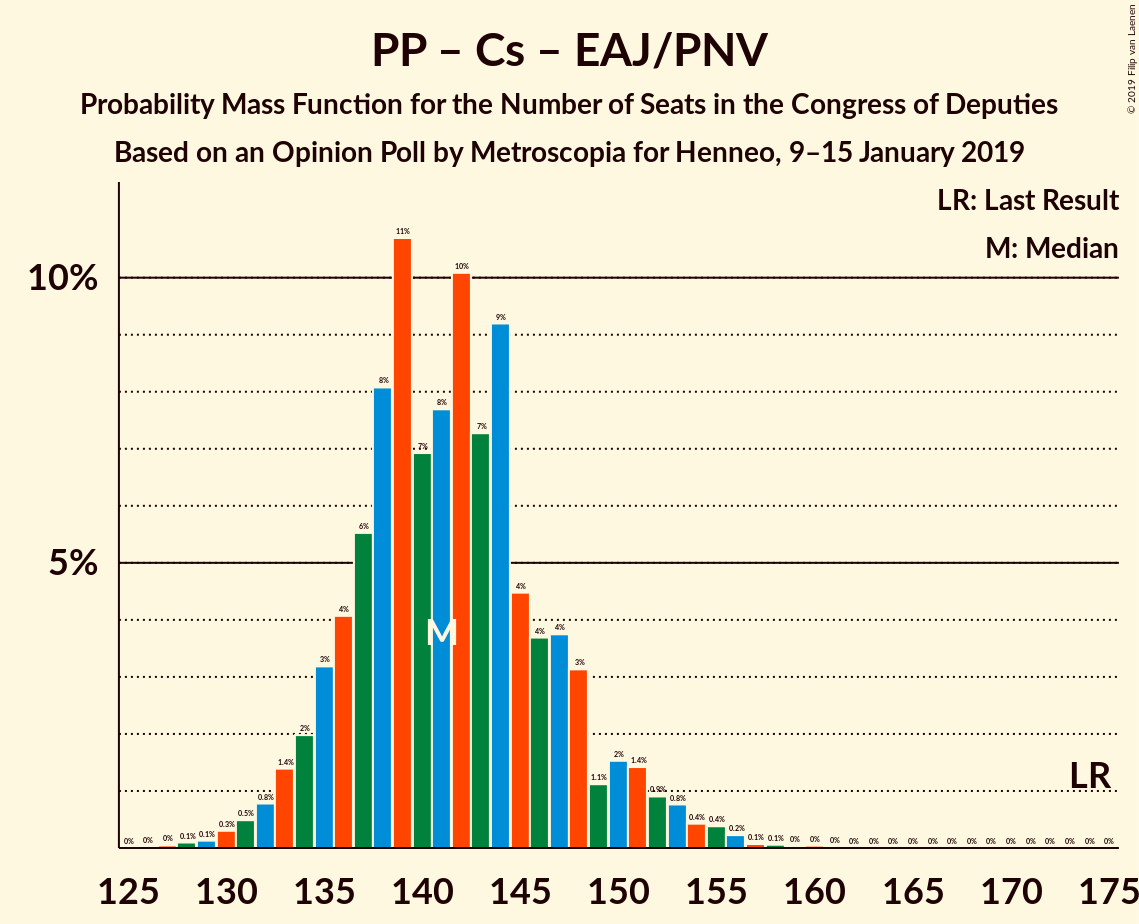 PP – Cs – EAJ/PNV
Probability Mass Function for the Number of Seats in the Congress of Deputies
Based on an Opinion Poll by Metroscopia for Henneo, 9–15 January 2019
© 2019 Filip van Laenen
LR: Last Result
M: Median
10%
5%
0% 0% 0% 0.1% 0.1% 0.3% 0.5% 0.8% 1.4% 2% 3% 4% 6% 8% 11% 7% 8% 10% 7% 9% 4% 4% 4% 3% 1.1% 2% 1.4% 0.9% 0.8% 0.4% 0.4% 0.2% 0.1% 0.1% 0% 0% 0% 0% 0% 0% 0% 0% 0% 0% 0% 0% 0% 0% 0% 0% 0%
M
LR
125 130 135 140 145 150 155 160 165 170 175